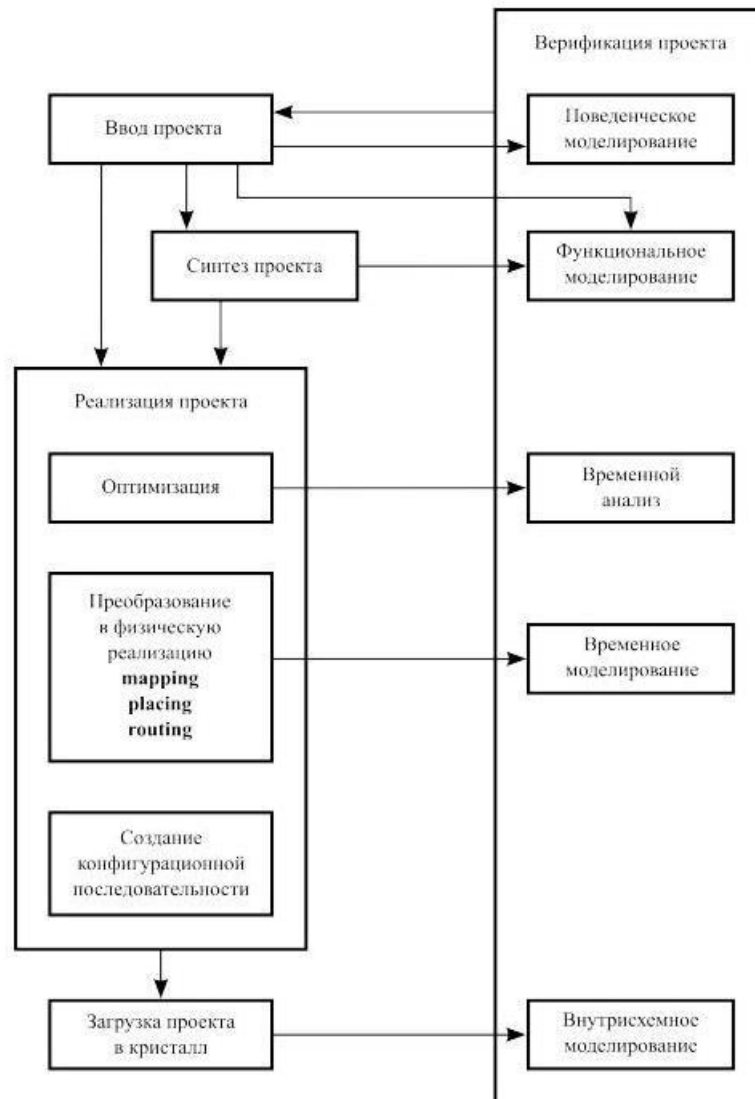 Верификация проекта
Ввод проекта
Поведенческое
моделирование
Синтез проекта
Функциональное
моделирование
Реализация проекта
Оптимизация
Временной
анализ
Преобразование
в физическую
реализацию
mapping
placing
routing
Временное
моделирование
Создание
конфигурационной
последовательности
Загрузка проекта
в кристалл
Внутрисхемное
моделирование